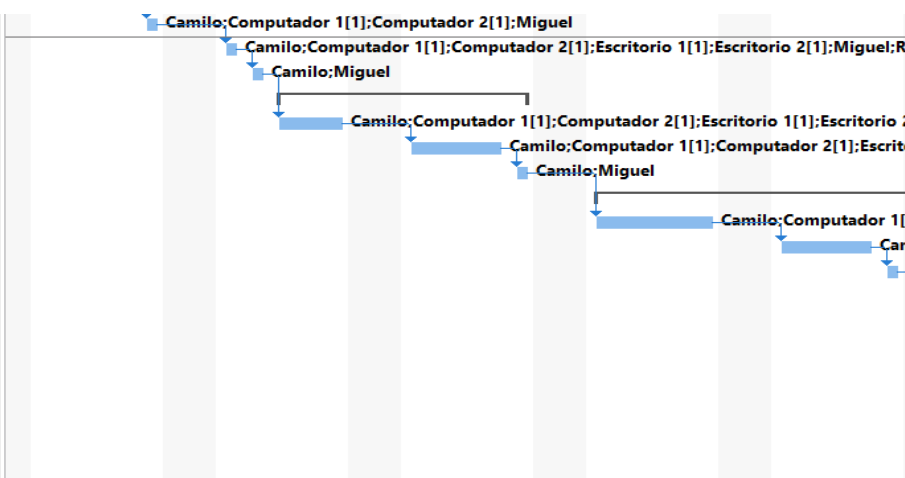 Camilo;Computador 1[1];Computador 2[1];Miguel
Camilo;Computador 1[1];Computador 2[1];Escritorio 1[1];Escritorio 2[1];Miguel;R
Camilo;Miguel
Camilo;Computador 1[1];Computador 2[1];Escritorio 1[1];Escritorio 2
Camilo;Computador 1[1];Computador 2[1];Escrit
Camilo;Miguel
Camilo;Computador 1[
Ca